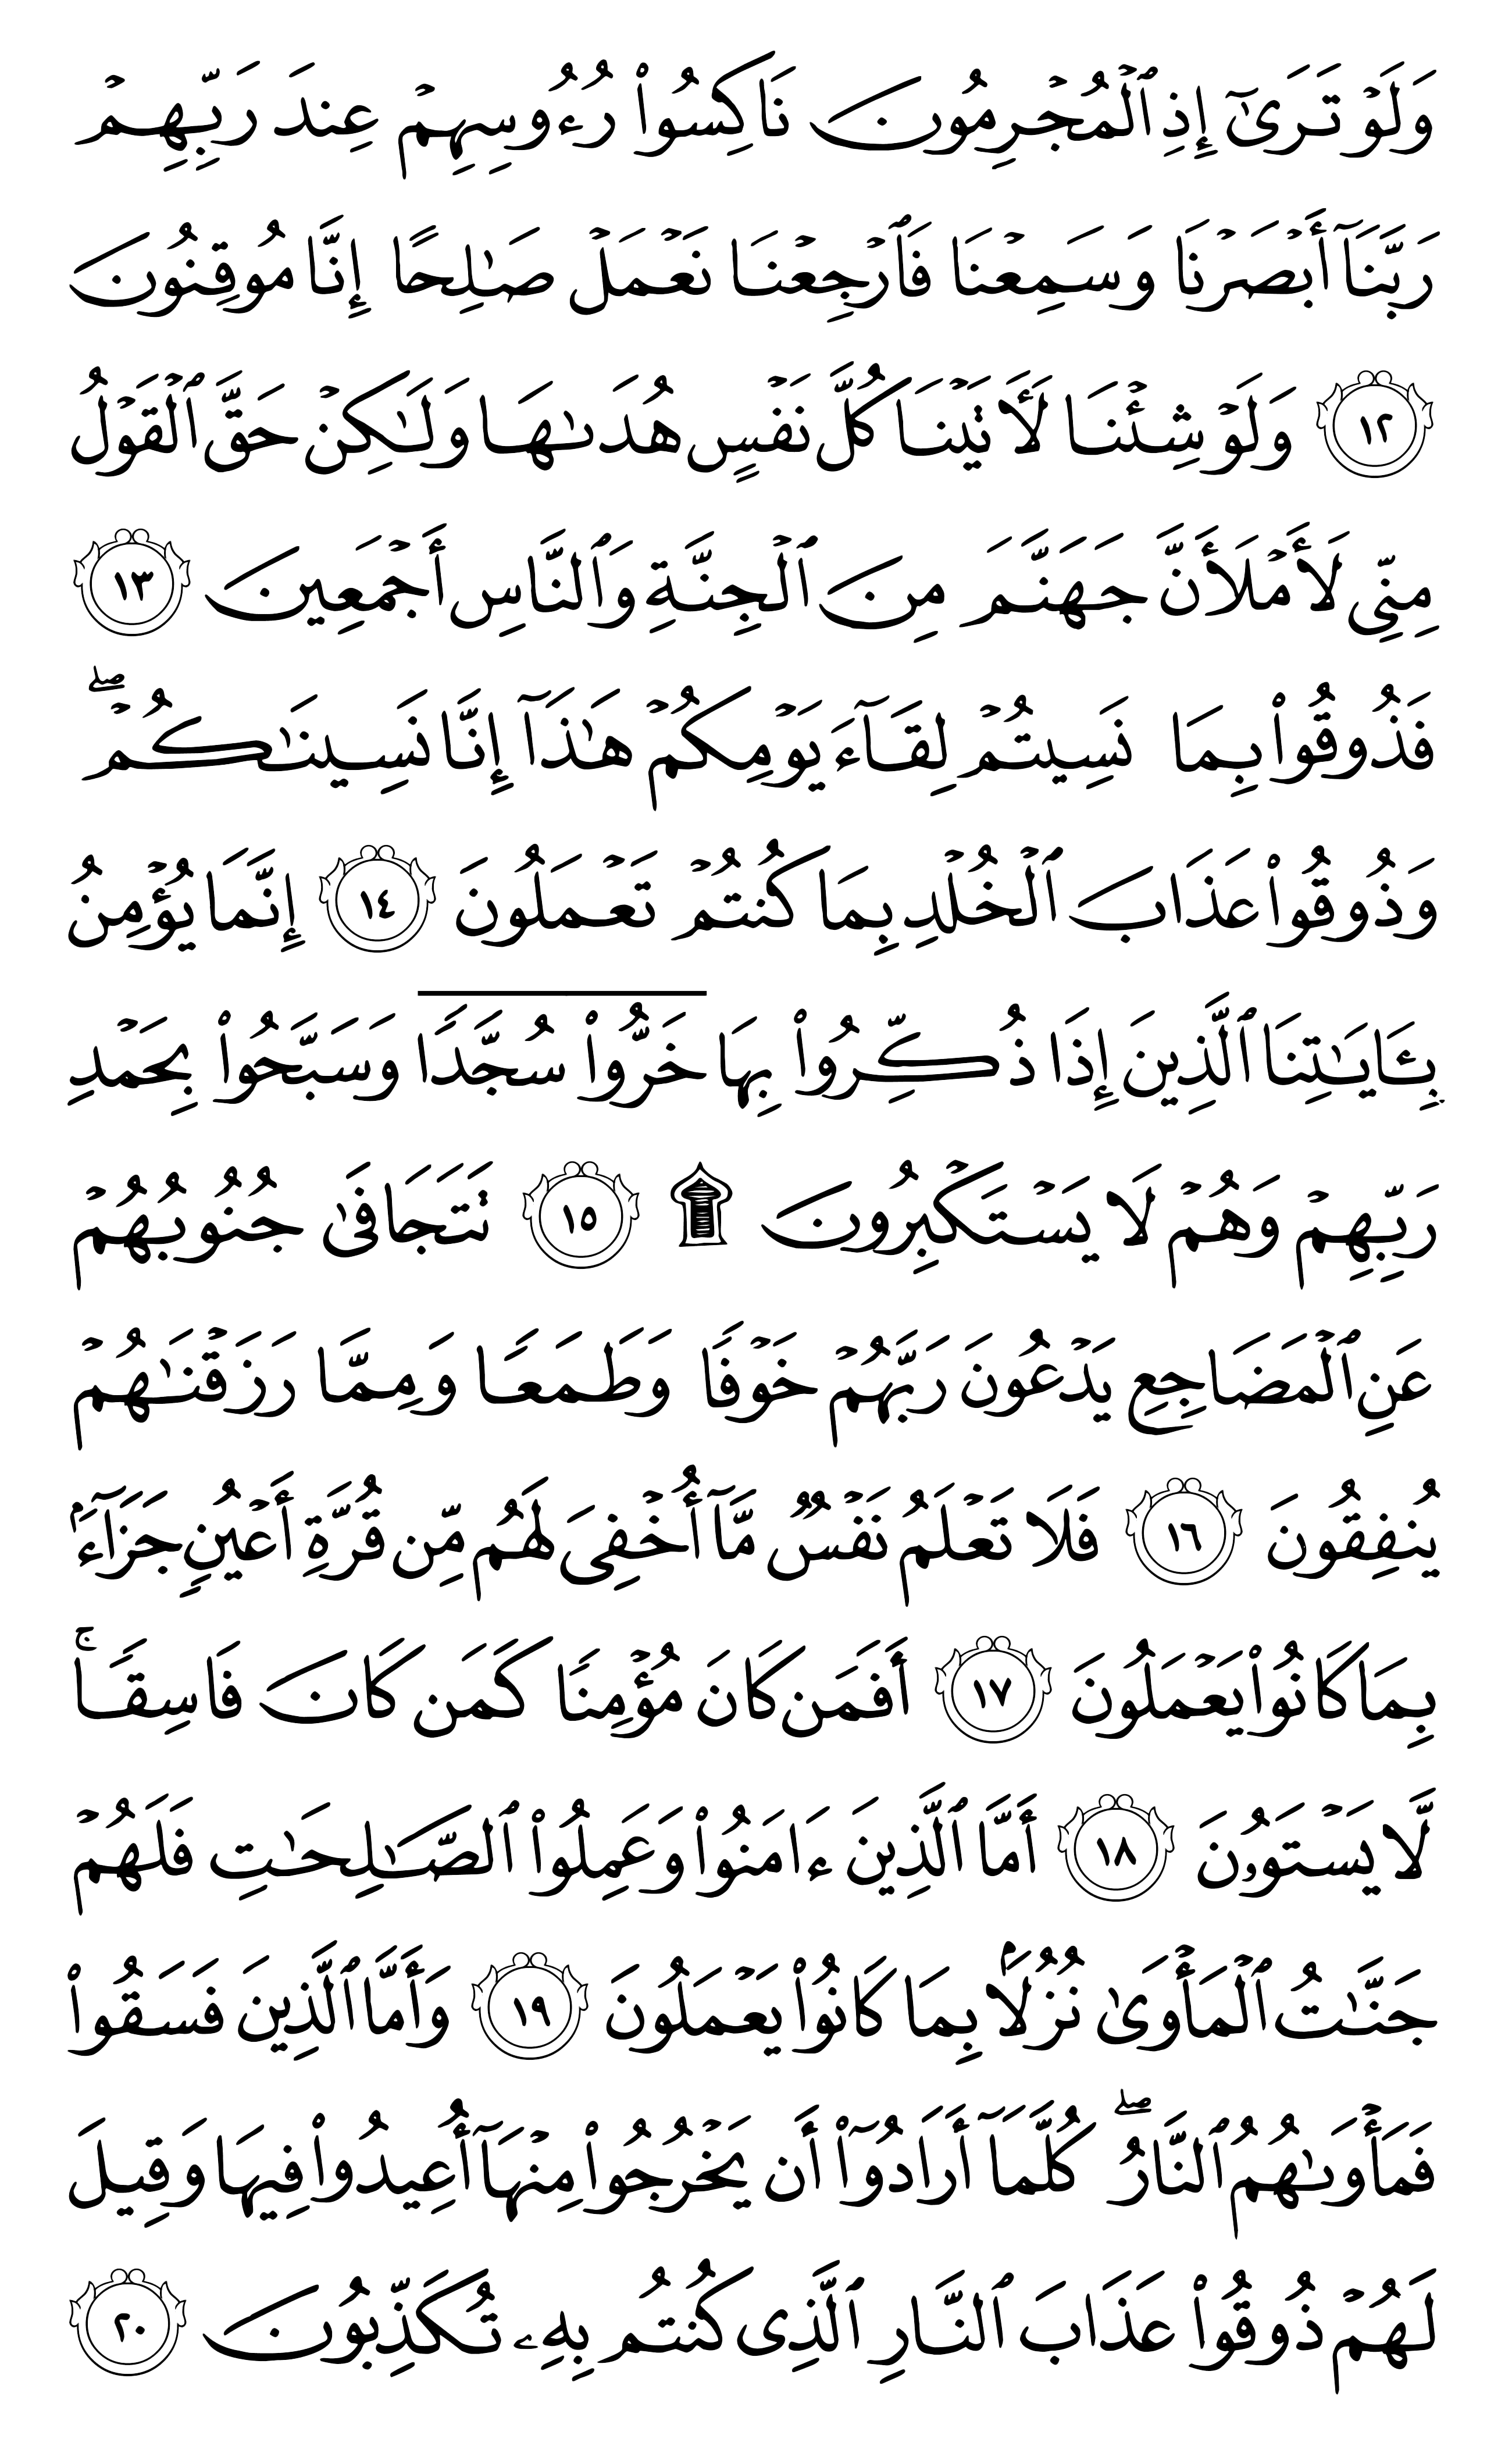 وَلَوۡ تَرَىٰٓ إِذِ ٱلۡمُجۡرِمُونَ نَاكِسُواْ رُءُوسِهِمۡ عِندَ رَبِّهِمۡ
رَبَّنَآ أَبۡصَرۡنَا وَسَمِعۡنَا فَٱرۡجِعۡنَا نَعۡمَلۡ صَٰلِحًا إِنَّا مُوقِنُونَ
١٢ وَلَوۡ شِئۡنَا لَأٓتَيۡنَا كُلَّ نَفۡسٍ هُدَىٰهَا وَلَٰكِنۡ حَقَّ ٱلۡقَوۡلُ
مِنِّي لَأَمۡلَأَنَّ جَهَنَّمَ مِنَ ٱلۡجِنَّةِ وَٱلنَّاسِ أَجۡمَعِينَ ١٣
فَذُوقُواْ بِمَا نَسِيتُمۡ لِقَآءَ يَوۡمِكُمۡ هَٰذَآ إِنَّا نَسِينَٰكُمۡۖ
وَذُوقُواْ عَذَابَ ٱلۡخُلۡدِ بِمَا كُنتُمۡ تَعۡمَلُونَ ١٤ إِنَّمَا يُؤۡمِنُ
بِـَٔايَٰتِنَا ٱلَّذِينَ إِذَا ذُكِّرُواْ بِهَا خَرُّواْۤ سُجَّدٗاۤ وَسَبَّحُواْ بِحَمۡدِ
رَبِّهِمۡ وَهُمۡ لَا يَسۡتَكۡبِرُونَ ۩ ١٥ تَتَجَافَىٰ جُنُوبُهُمۡ
عَنِ ٱلۡمَضَاجِعِ يَدۡعُونَ رَبَّهُمۡ خَوۡفٗا وَطَمَعٗا وَمِمَّا رَزَقۡنَٰهُمۡ
يُنفِقُونَ ١٦ فَلَا تَعۡلَمُ نَفۡسٞ مَّآ أُخۡفِيَ لَهُم مِّن قُرَّةِ أَعۡيُنٖ جَزَآءَۢ
بِمَا كَانُواْ يَعۡمَلُونَ ١٧ أَفَمَن كَانَ مُؤۡمِنٗا كَمَن كَانَ فَاسِقٗاۚ
لَّا يَسۡتَوُۥنَ ١٨ أَمَّا ٱلَّذِينَ ءَامَنُواْ وَعَمِلُواْ ٱلصَّٰلِحَٰتِ فَلَهُمۡ
جَنَّٰتُ ٱلۡمَأۡوَىٰ نُزُلَۢا بِمَا كَانُواْ يَعۡمَلُونَ ١٩ وَأَمَّا ٱلَّذِينَ فَسَقُواْ
فَمَأۡوَىٰهُمُ ٱلنَّارُۖ كُلَّمَآ أَرَادُوٓاْ أَن يَخۡرُجُواْ مِنۡهَآ أُعِيدُواْ فِيهَا وَقِيلَ
لَهُمۡ ذُوقُواْ عَذَابَ ٱلنَّارِ ٱلَّذِي كُنتُم بِهِۦ تُكَذِّبُونَ ٢٠